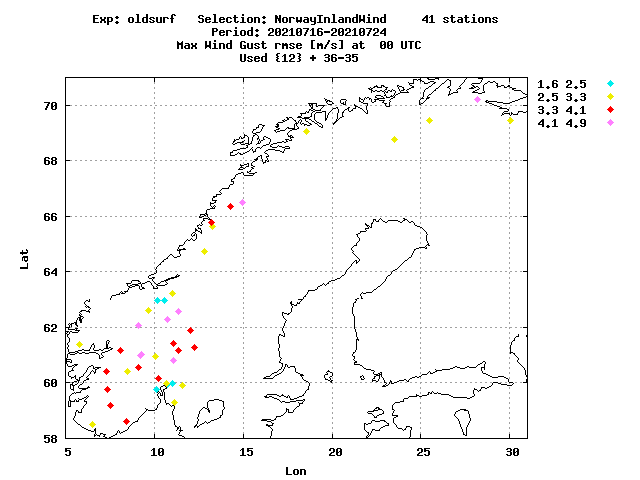 Exp: oldsurf   Selection: NorwayInlandWind     41 stations
Period: 20210716-20210724
Max Wind Gust rmse [m/s] at  00 UTC
Used {12} + 36-35
1.6 2.5
2.5 3.3
3.3 4.1
4.1 4.9
70
68
66
64
62
60
58
Lat
5 10 15 20 25 30
Lon